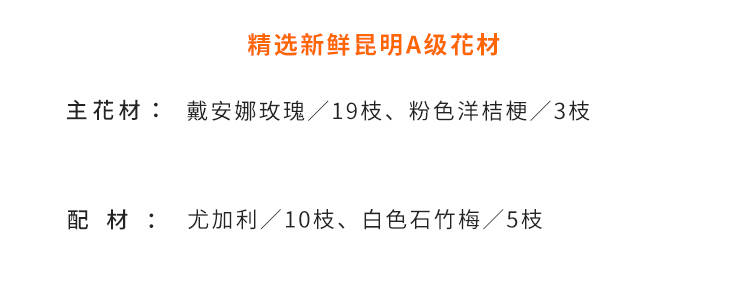 精选新鲜昆明A级花材
主花材： 戴安娜玫瑰／19枝、粉色洋桔梗／3枝
配材： 尤加利／10枝、白色石竹梅／5枝